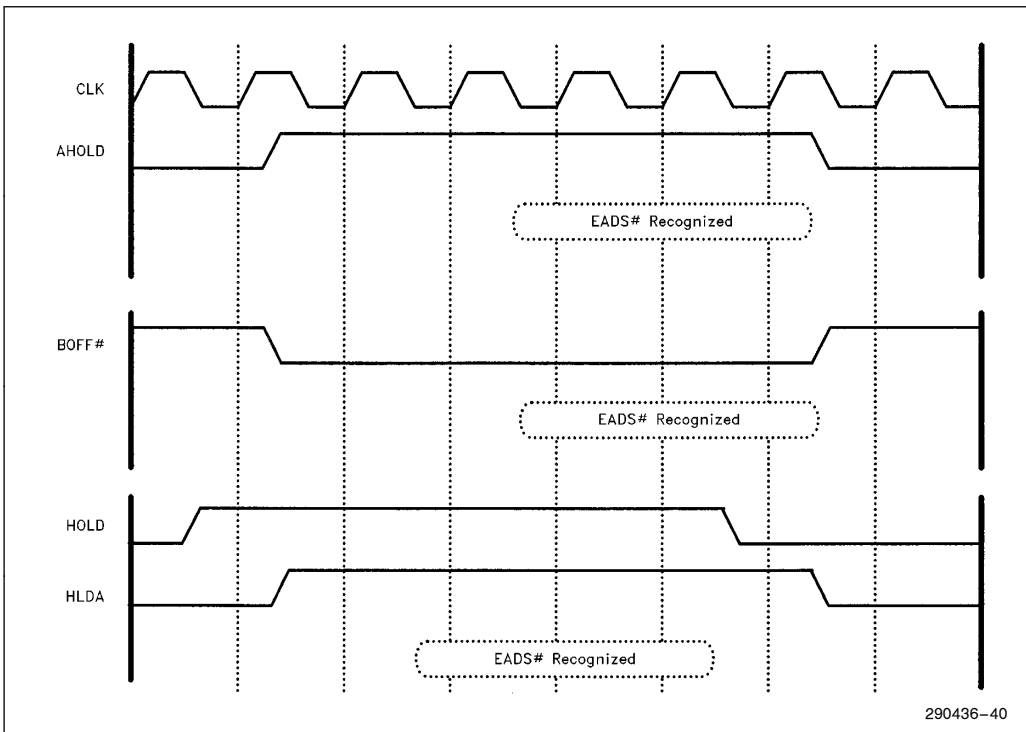 CLK
AHOLD
EADS# Recognized
BOFF#
EADS# Recognized
HOLD
HLDA
EADS# Recognized
290436–40